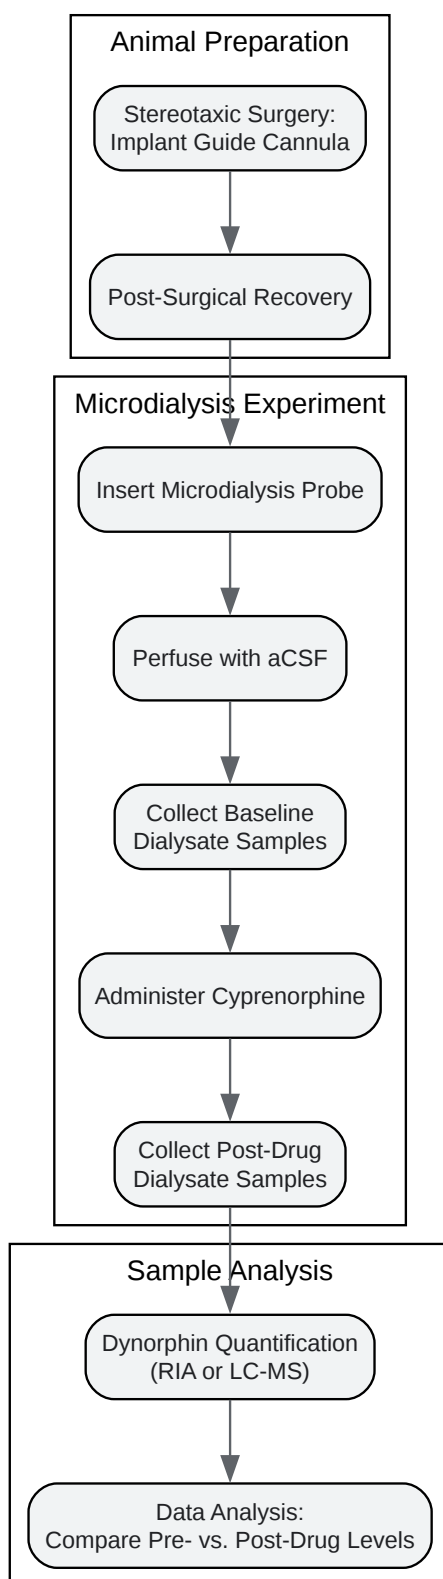 Animal Preparation
Stereotaxic Surgery:
Implant Guide Cannula
Post-Surgical Recovery
Microdialysis Experiment
Insert Microdialysis Probe
Perfuse with aCSF
Collect Baseline
Dialysate Samples
Administer Cyprenorphine
Collect Post-Drug
Dialysate Samples
Sample Analysis
Dynorphin Quantification
(RIA or LC-MS)
Data Analysis:
Compare Pre- vs. Post-Drug Levels